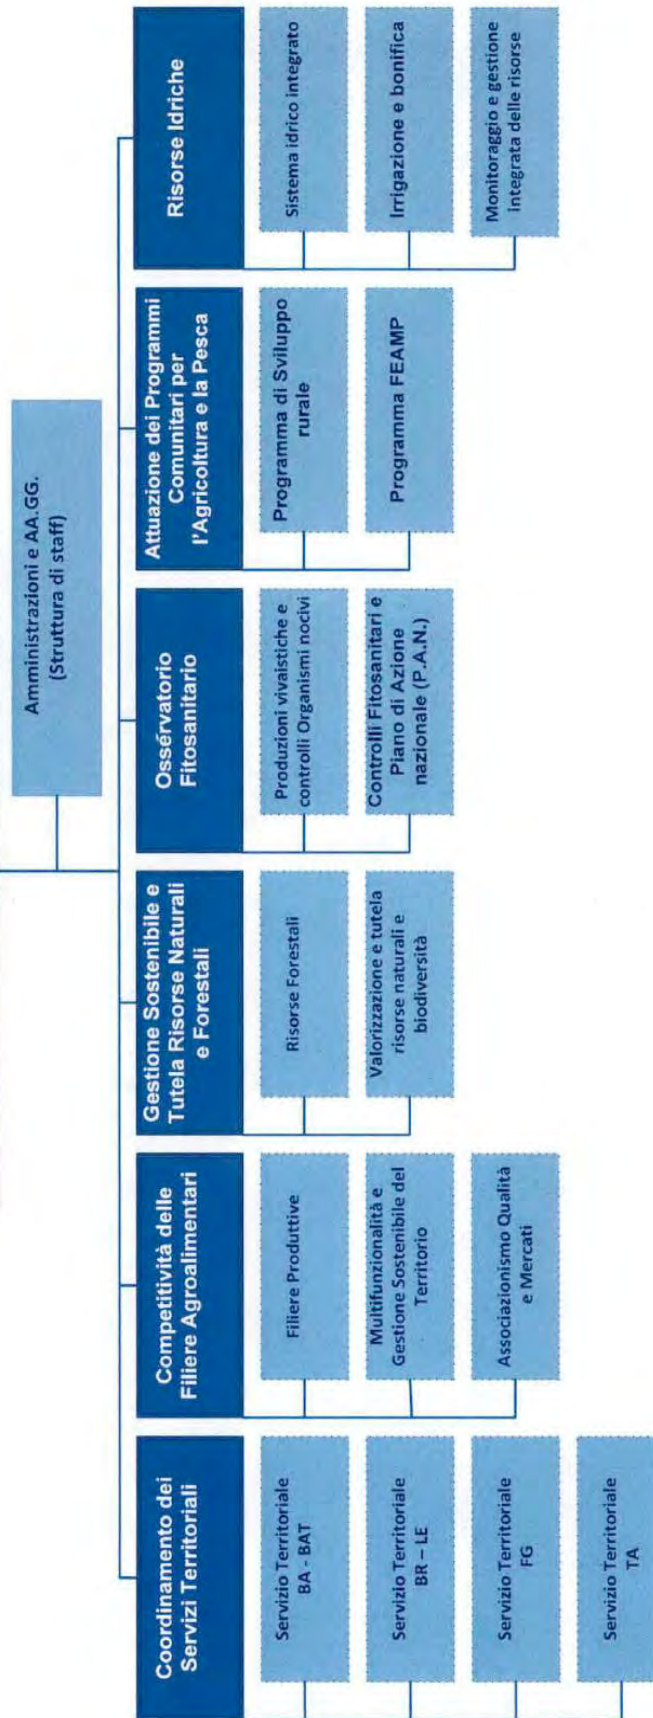 Amministrazioni e AA.GG.
(Struttura di staff)
Coordinamento dei
Servizi Territoriali
Servizio Territoriale
BA - BAT
Servizio Territoriale
BR – LE
Servizio Territoriale
FG
Servizio Territoriale
TA
Competitività delle
Filiere Agroalimentari
Filiere Produttive
Multifunzionalità e
Gestione Sostenibile del
Territorio
Associazionismo Qualità
e Mercati
Gestione Sostenibile e
Tutela Risorse Naturali
e Forestali
Risorse Forestali
Valorizzazione e tutela
risorse naturali e
biodiversità
Ossérvatorio
Fitosanitario
Produzioni vivaistiche e
controlli Organismi nocivi
Controlli Fitosanitari e
Piano di Azione
nazionale (P.A.N.)
Attuazione dei Programmi
Comunitari per
l'Agricoltura e la Pesca
Programma di Sviluppo
rurale
Programma FEAMP
Risorse Idriche
Sistema idrico integrato
Irrigazione e bonifica
Monitoraggio e gestione
integrata delle risorse